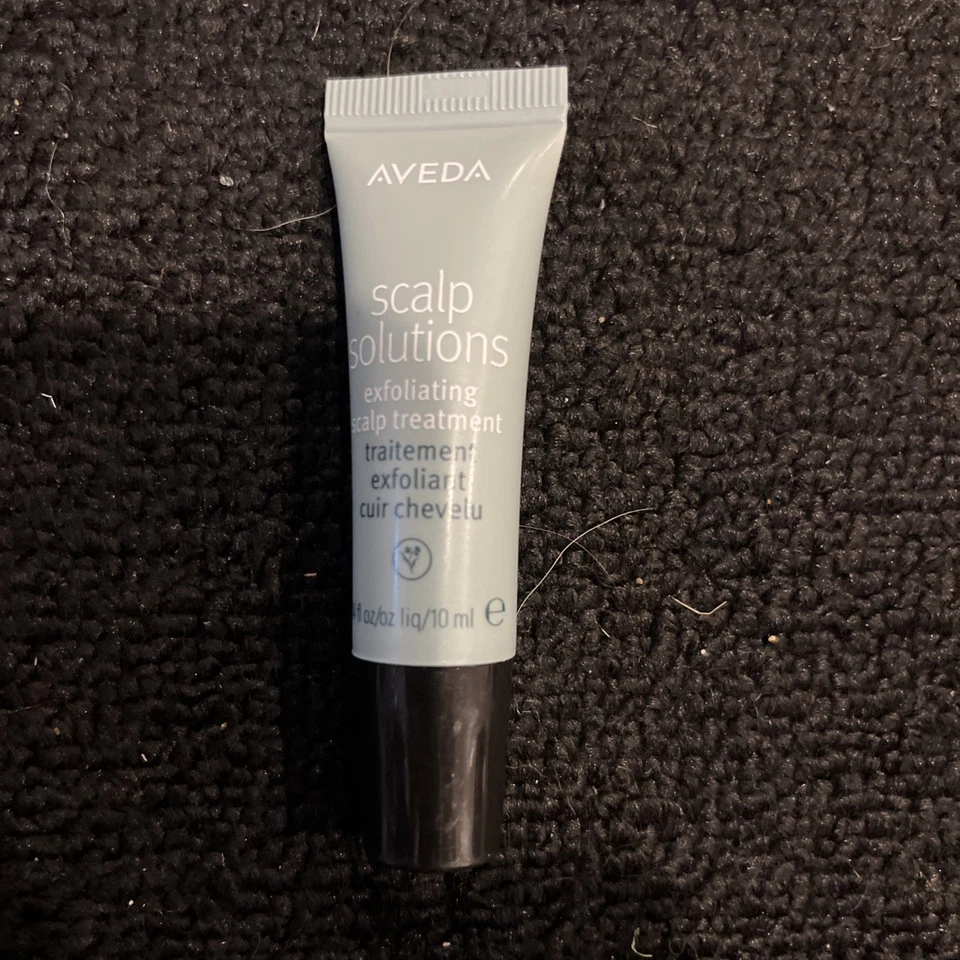 AVEDA
scalp
solutions
exfoliating
scalp treatment
traitement
exfoliant
cuir chevelu
fl oz/oz liq/10 ml e